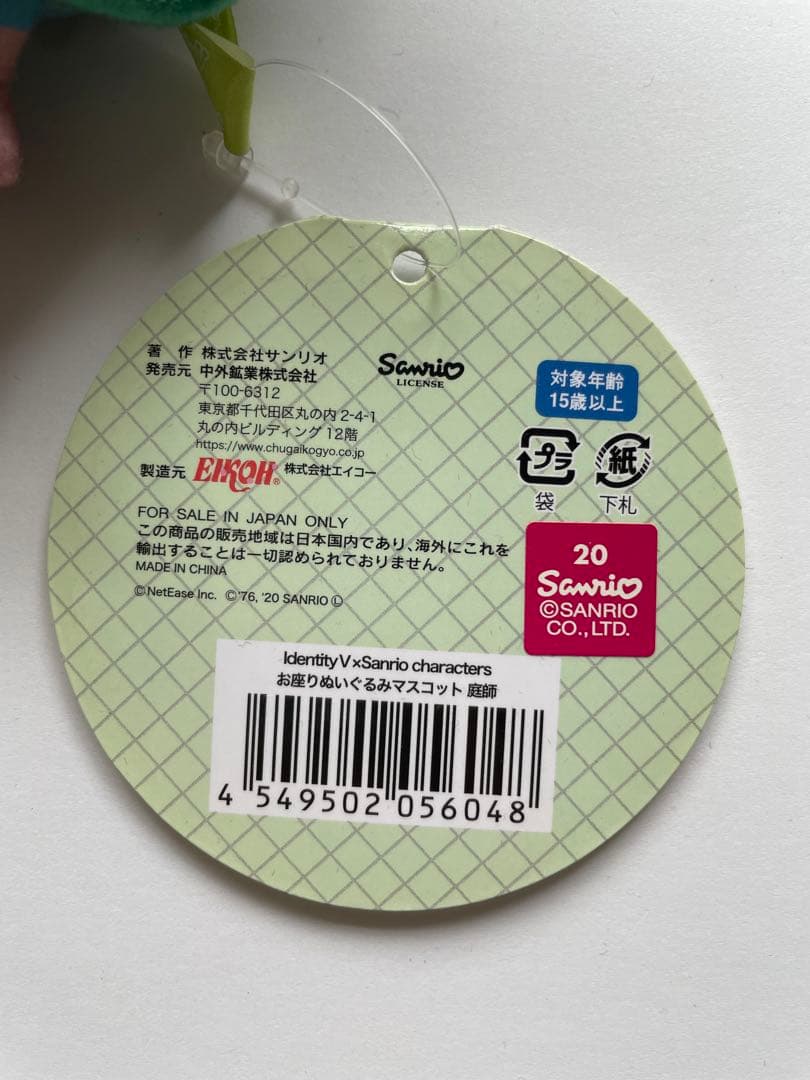 著 作 株式会社サンリオ
発売元 中外鉱業株式会社
〒100-6312
東京都千代田区丸の内 2-4-1
丸の内ビルディング 12階
https://www.chugaikogyo.co.jp
製造元 EIKOH® 株式会社エイコー
Sanrio
LICENSE
対象年齢
15歳以上
プラ
袋
紙
下札
FOR SALE IN JAPAN ONLY
この商品の販売地域は日本国内であり、海外にこれを
輸出することは一切認められておりません。
MADE IN CHINA
©NetEase Inc. ©'76, '20 SANRIO Ⓛ
20
Sanrio
©SANRIO
CO., LTD.
IdentityⅤ×Sanrio characters
お座りぬいぐるみマスコット 庭師
4 549502 056048